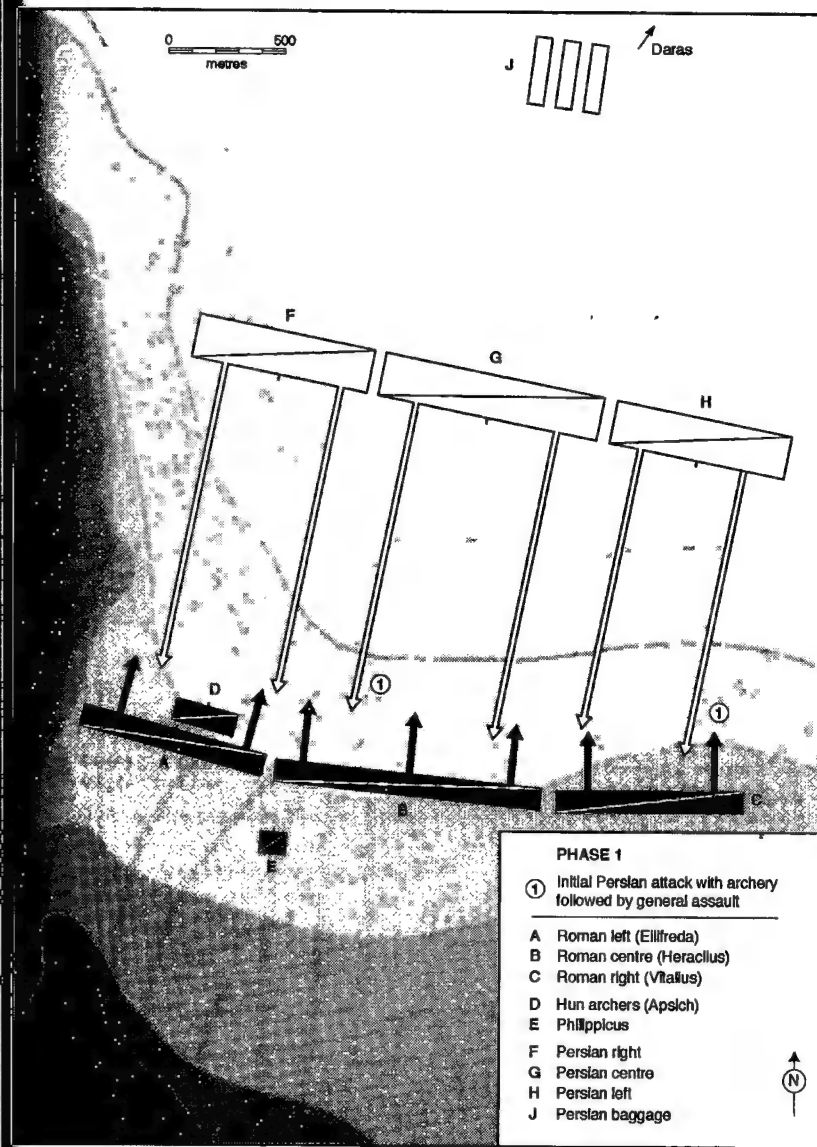 0 500
metres
J
Daras
F
G
H
1
D
1
A
B
C
E
PHASE 1
1 Initial Persian attack with archery
followed by general assault
A Roman left (Eilifreda)
B Roman centre (Heraclius)
C Roman right (Vitalius)
D Hun archers (Apsich)
E Philippicus
F Persian right
G Persian centre
H Persian left
J Persian baggage
N